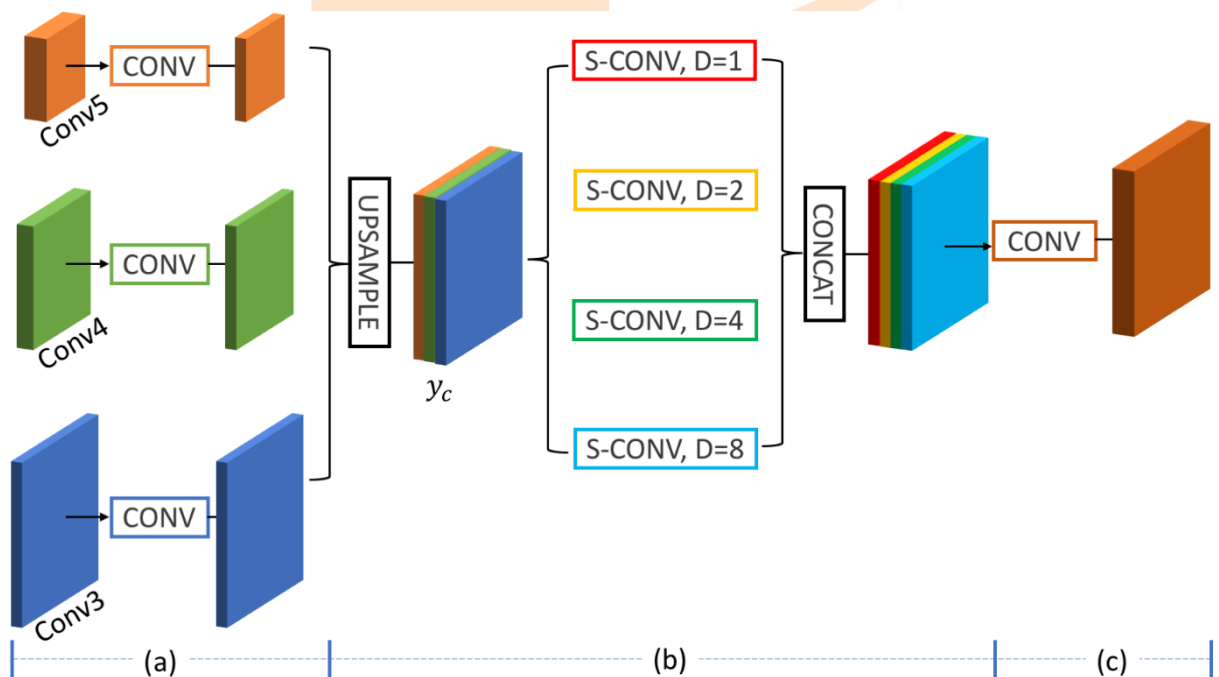 CONV
Conv5
CONV
Conv4
CONV
Conv3
UPSAMPLE
y_c
S-CONV, D=1
S-CONV, D=2
S-CONV, D=4
S-CONV, D=8
CONCAT
CONV
(a)
(b)
(c)